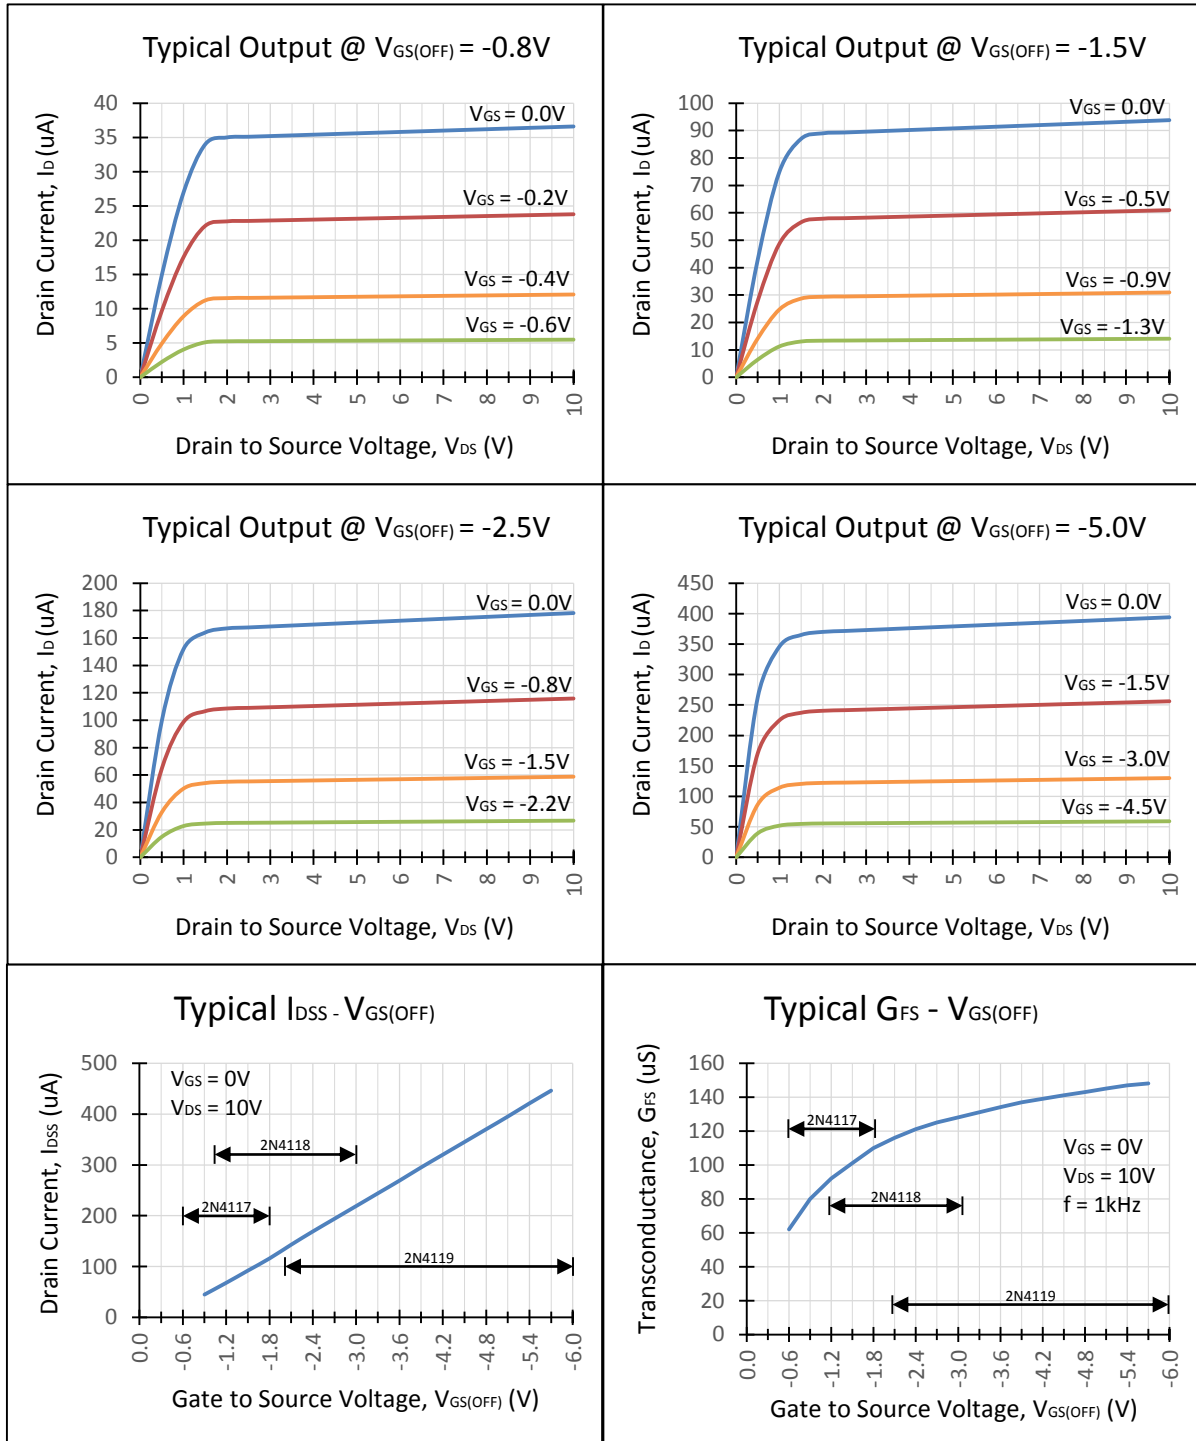 Typical Output @ VGS(OFF) = -0.8V
Drain Current, ID (uA)
40
35
30
25
20
15
10
5
0
VGS = 0.0V
VGS = -0.2V
VGS = -0.4V
VGS = -0.6V
0 1 2 3 4 5 6 7 8 9 10
Drain to Source Voltage, VDS (V)
Typical Output @ VGS(OFF) = -1.5V
Drain Current, ID (uA)
100
90
80
70
60
50
40
30
20
10
0
VGS = 0.0V
VGS = -0.5V
VGS = -0.9V
VGS = -1.3V
0 1 2 3 4 5 6 7 8 9 10
Drain to Source Voltage, VDS (V)
Typical Output @ VGS(OFF) = -2.5V
Drain Current, ID (uA)
200
180
160
140
120
100
80
60
40
20
0
VGS = 0.0V
VGS = -0.8V
VGS = -1.5V
VGS = -2.2V
0 1 2 3 4 5 6 7 8 9 10
Drain to Source Voltage, VDS (V)
Typical Output @ VGS(OFF) = -5.0V
Drain Current, ID (uA)
450
400
350
300
250
200
150
100
50
0
VGS = 0.0V
VGS = -1.5V
VGS = -3.0V
VGS = -4.5V
0 1 2 3 4 5 6 7 8 9 10
Drain to Source Voltage, VDS (V)
Typical IDSS - VGS(OFF)
Drain Current, IDSS (uA)
500
400
300
200
100
0
VGS = 0V
VDS = 10V
2N4118
2N4117
2N4119
0.0 -0.6 -1.2 -1.8 -2.4 -3.0 -3.6 -4.2 -4.8 -5.4 -6.0
Gate to Source Voltage, VGS(OFF) (V)
Typical GFS - VGS(OFF)
Transconductance, GFS (uS)
160
140
120
100
80
60
40
20
0
2N4117
VGS = 0V
VDS = 10V
f = 1kHz
2N4118
2N4119
0.0 -0.6 -1.2 -1.8 -2.4 -3.0 -3.6 -4.2 -4.8 -5.4 -6.0
Gate to Source Voltage, VGS(OFF) (V)